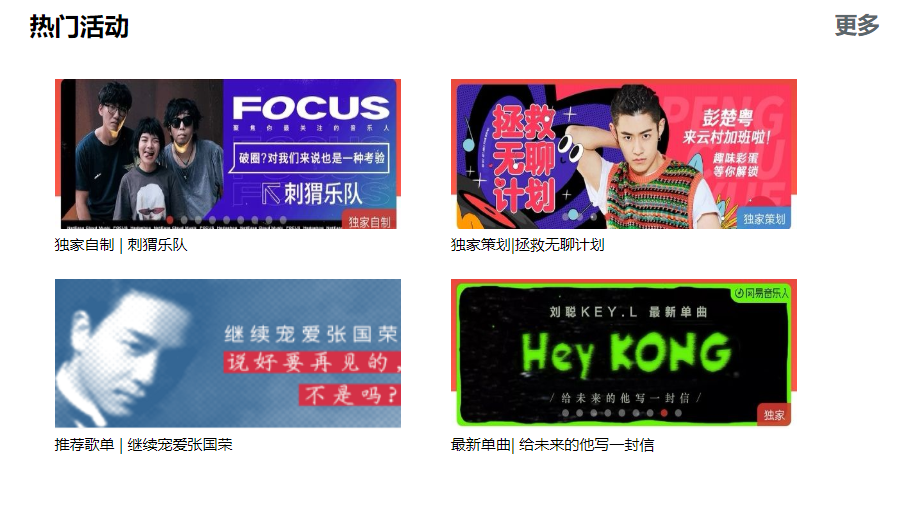 热门活动
更多
FOCUS
聚焦你最关注的音乐人
破圈?对我们来说也是一种考验
刺猬乐队
独家自制
独家自制 | 刺猬乐队
拯救
无聊
计划
PENG
CHU
YUE
彭楚粤
来云村加班啦!
趣味彩蛋
等你解锁
独家策划
独家策划|拯救无聊计划
继续宠爱张国荣
说好要再见的,
不是吗?
推荐歌单 | 继续宠爱张国荣
网易音乐人
刘聪KEY.L 最新单曲
Hey KONG
/ 给未来的他写一封信 /
独家
最新单曲| 给未来的他写一封信